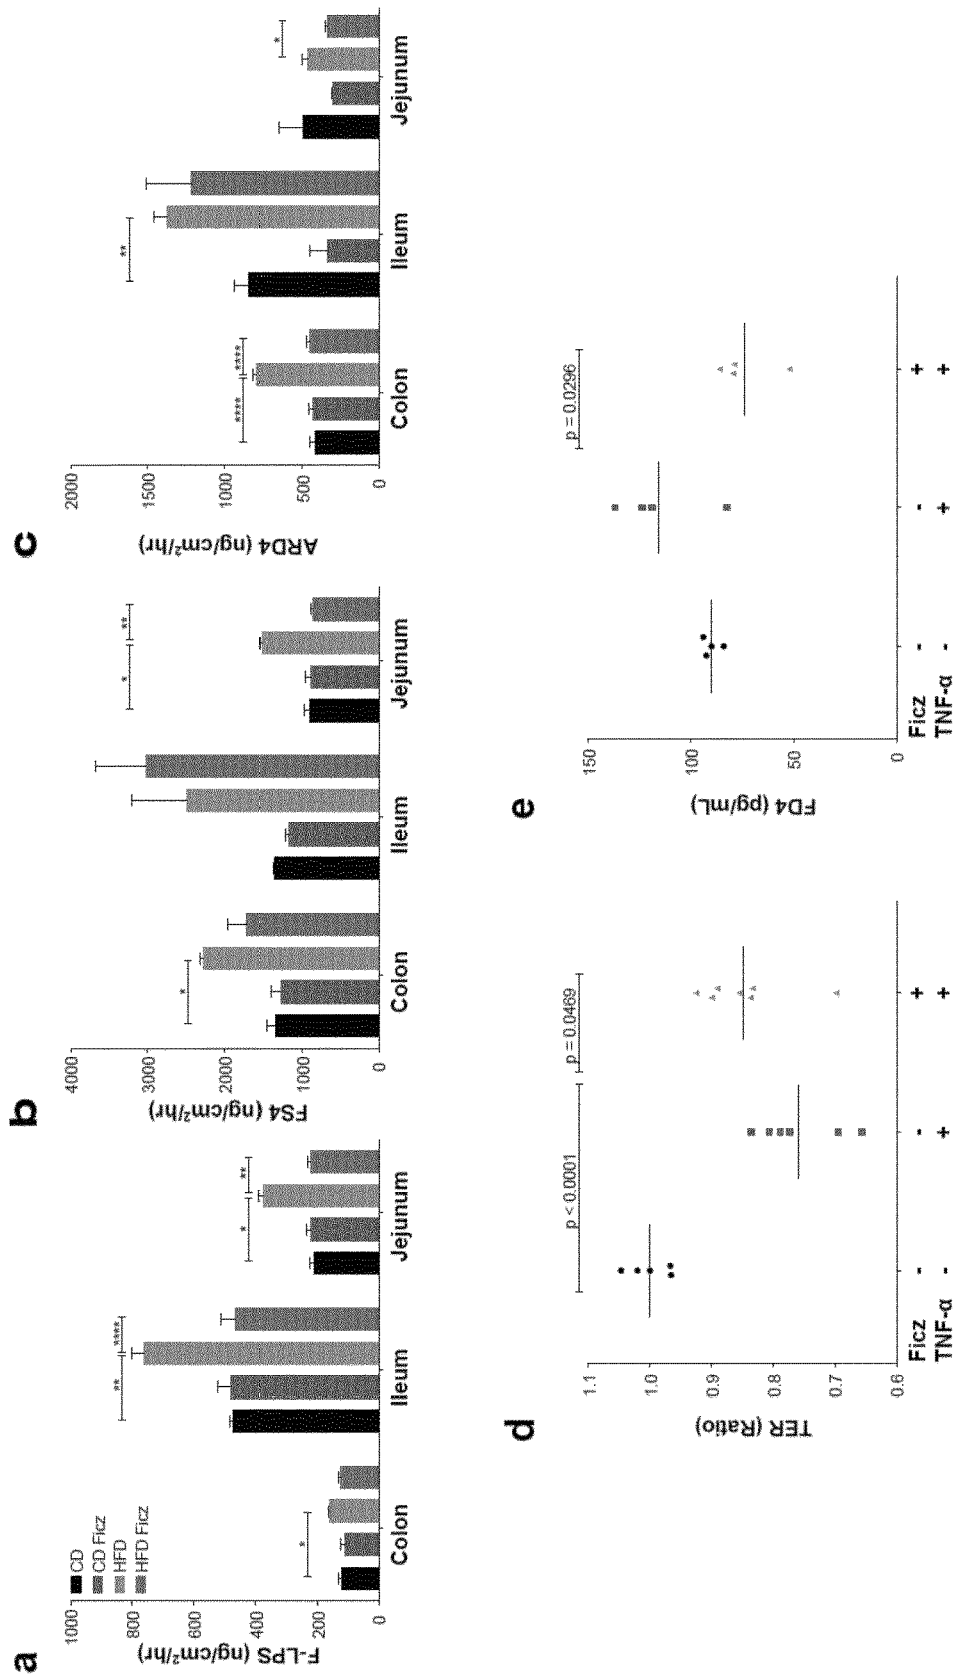 a
1000
800
600
400
200
0
F-LPS (ng/cm²/hr)
CD
CD Ficz
HFD
HFD Ficz
*
** ****
* **
Colon Ileum Jejunum
b
4000
3000
2000
1000
0
FS4 (ng/cm²/hr)
*
* **
Colon Ileum Jejunum
c
2000
1500
1000
500
0
ARD4 (ng/cm²/hr)
**** ****
**
*
Colon Ileum Jejunum
d
1.1
1.0
0.9
0.8
0.7
0.6
TER (Ratio)
p < 0.0001 p = 0.0469
Ficz - - +
TNF-α - + +
e
150
100
50
0
FD4 (pg/mL)
p = 0.0296
Ficz - - +
TNF-α - + +